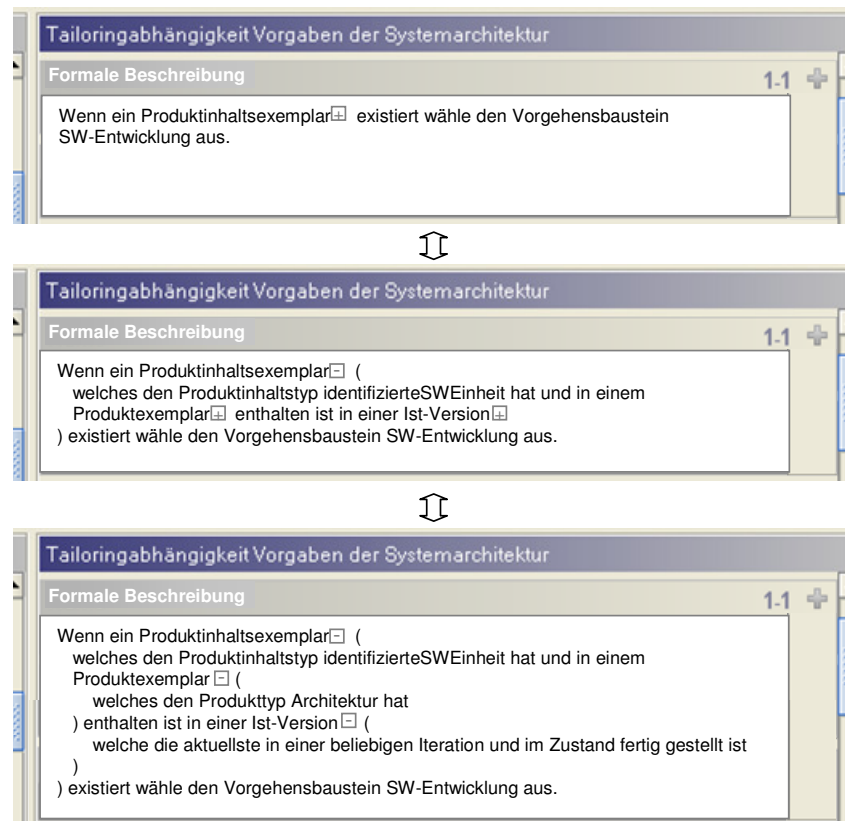 Tailoringabhängigkeit Vorgaben der Systemarchitektur
Formale Beschreibung
1-1
Wenn ein Produktinhaltsexemplar existiert wähle den Vorgehensbaustein
SW-Entwicklung aus.
Tailoringabhängigkeit Vorgaben der Systemarchitektur
Formale Beschreibung
1-1
Wenn ein Produktinhaltsexemplar (
welches den Produktinhaltstyp identifizierteSWEinheit hat und in einem
Produktexemplar enthalten ist in einer Ist-Version
) existiert wähle den Vorgehensbaustein SW-Entwicklung aus.
Tailoringabhängigkeit Vorgaben der Systemarchitektur
Formale Beschreibung
1-1
Wenn ein Produktinhaltsexemplar (
welches den Produktinhaltstyp identifizierteSWEinheit hat und in einem
Produktexemplar (
welches den Produkttyp Architektur hat
) enthalten ist in einer Ist-Version (
welche die aktuellste in einer beliebigen Iteration und im Zustand fertig gestellt ist
)
) existiert wähle den Vorgehensbaustein SW-Entwicklung aus.